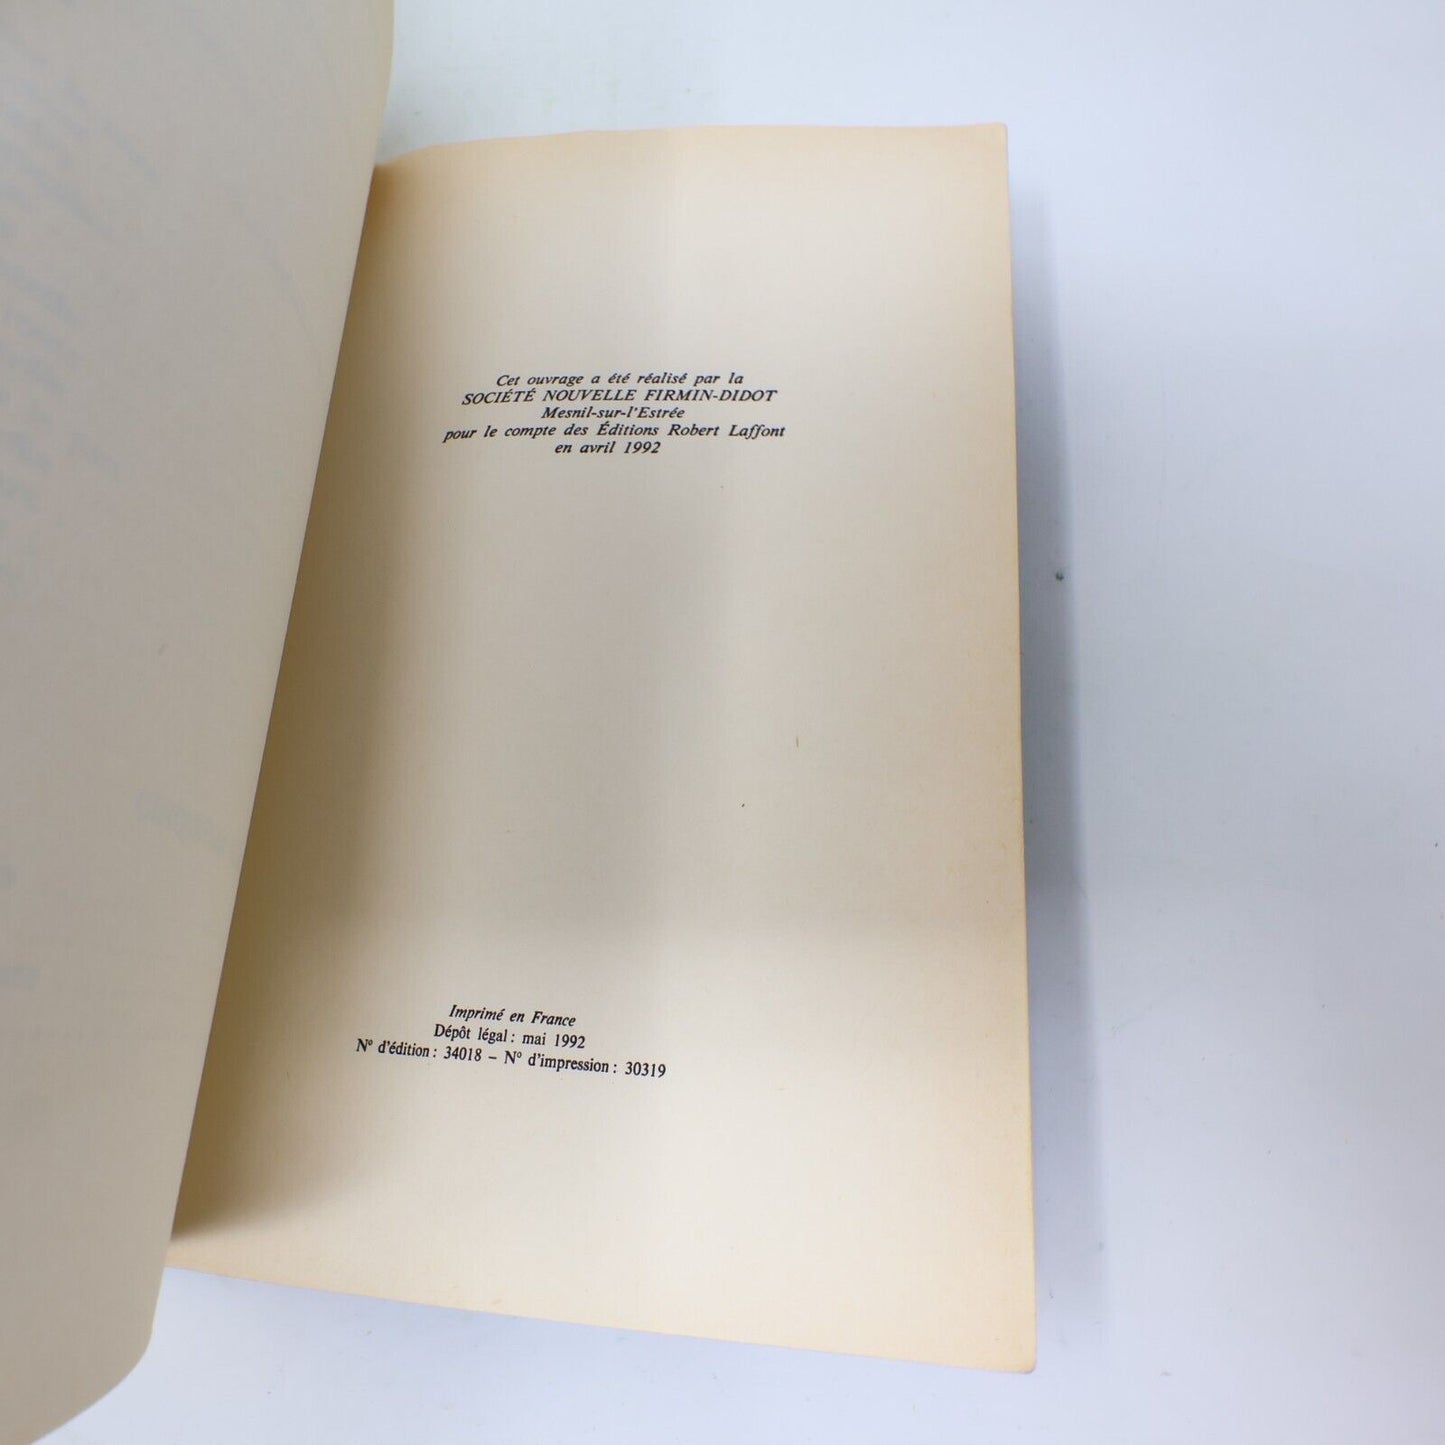 Cet ouvrage a été réalisé par la
SOCIÉTÉ NOUVELLE FIRMIN-DIDOT
Mesnil-sur-l'Estrée
pour le compte des Éditions Robert Laffont
en avril 1992
Imprimé en France
Dépôt légal : mai 1992
N° d'édition : 34018 – N° d'impression : 30319